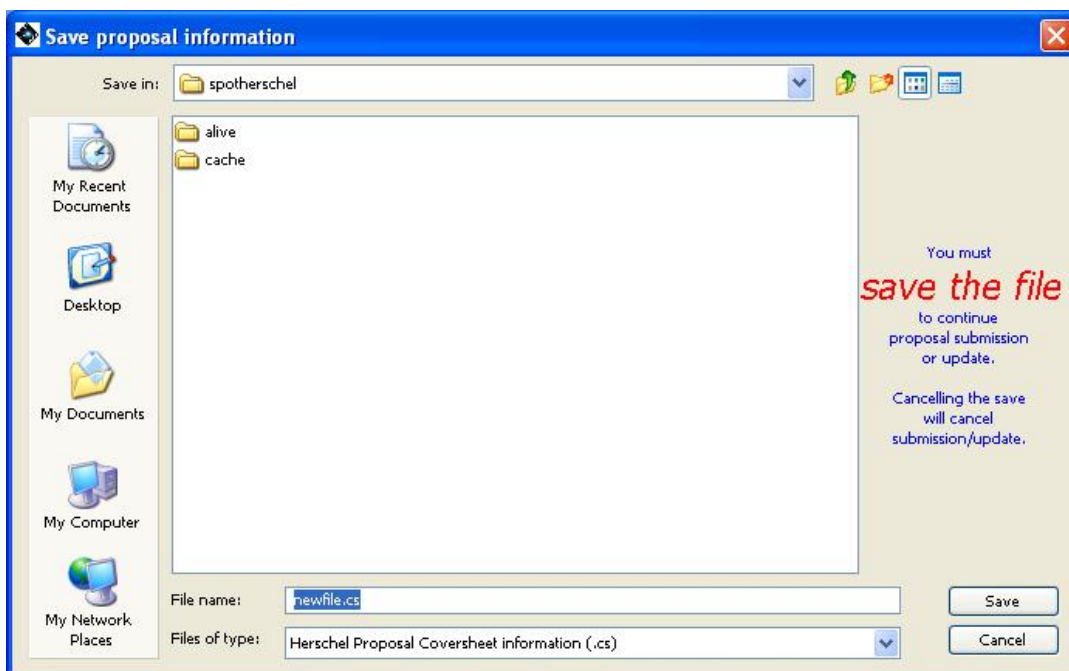 Save proposal information
Save in:
spotherschel
alive
cache
My Recent
Documents
Desktop
My Documents
My Computer
My Network
Places
You must
save the file
to continue
proposal submission
or update.
Cancelling the save
will cancel
submission/update.
File name:
newfile.cs
Save
Files of type:
Herschel Proposal Coversheet information (.cs)
Cancel